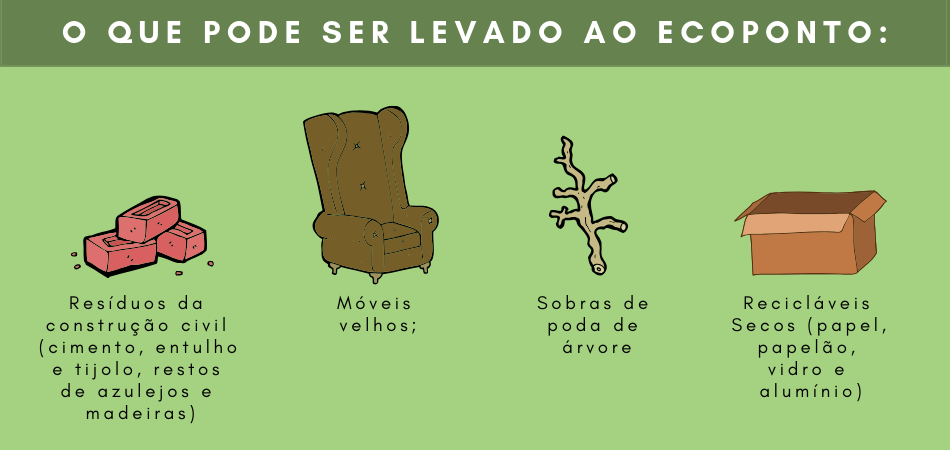 O QUE PODE SER LEVADO AO ECOPONTO:
Resíduos da
construção civil
(cimento, entulho
e tijolo, restos
de azulejos e
madeiras)
Móveis
velhos;
Sobras de
poda de
árvore
Recicláveis
Secos (papel,
papelão,
vidro e
alumínio)